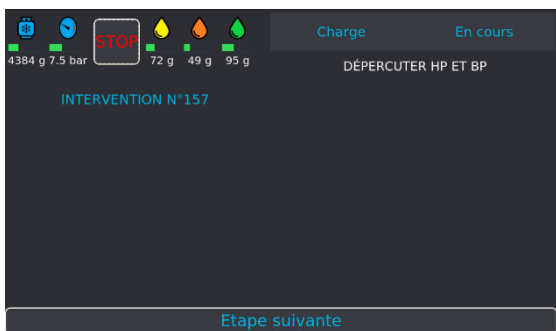 STOP
Charge En cours
4384 g 7.5 bar 72 g 49 g 95 g
DÉPERCUTER HP ET BP
INTERVENTION N°157
Etape suivante